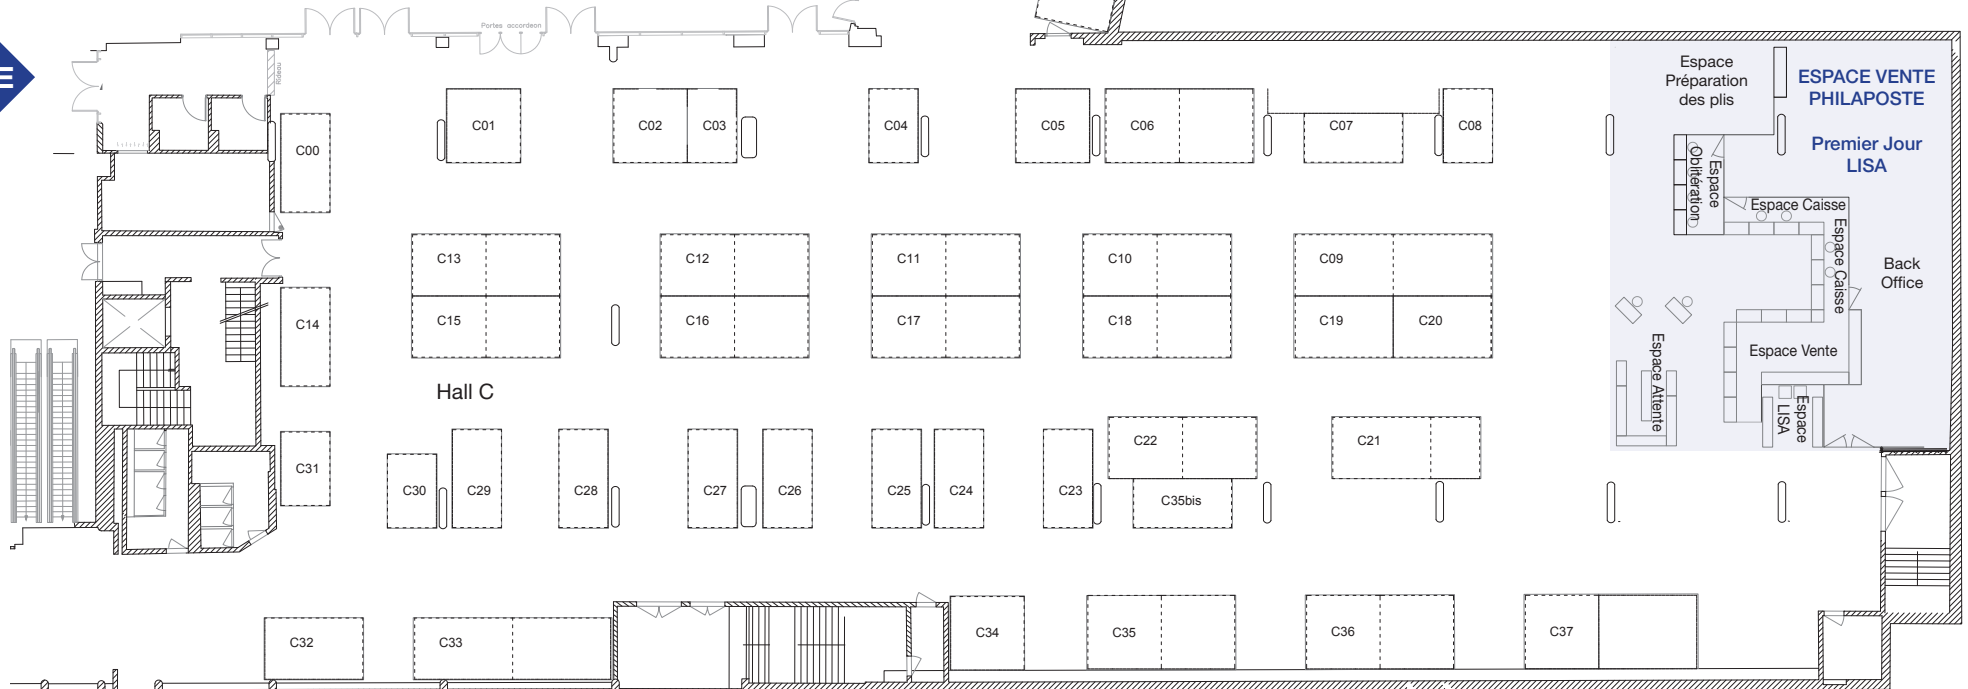 Portes accordeon
Rideau
E
Espace
Préparation
des plis
ESPACE VENTE
PHILAPOSTE
Premier Jour
LISA
C00
C01
C02
C03
C04
C05
C06
C07
C08
Espace
Oblitération
Espace Caisse
Espace Caisse
Back
Office
C13
C12
C11
C10
C09
C14
C15
C16
C17
C18
C19
C20
Espace Vente
Espace Attente
Espace
LISA
Hall C
C22
C21
C31
C30
C29
C28
C27
C26
C25
C24
C23
C35bis
C32
C33
C34
C35
C36
C37